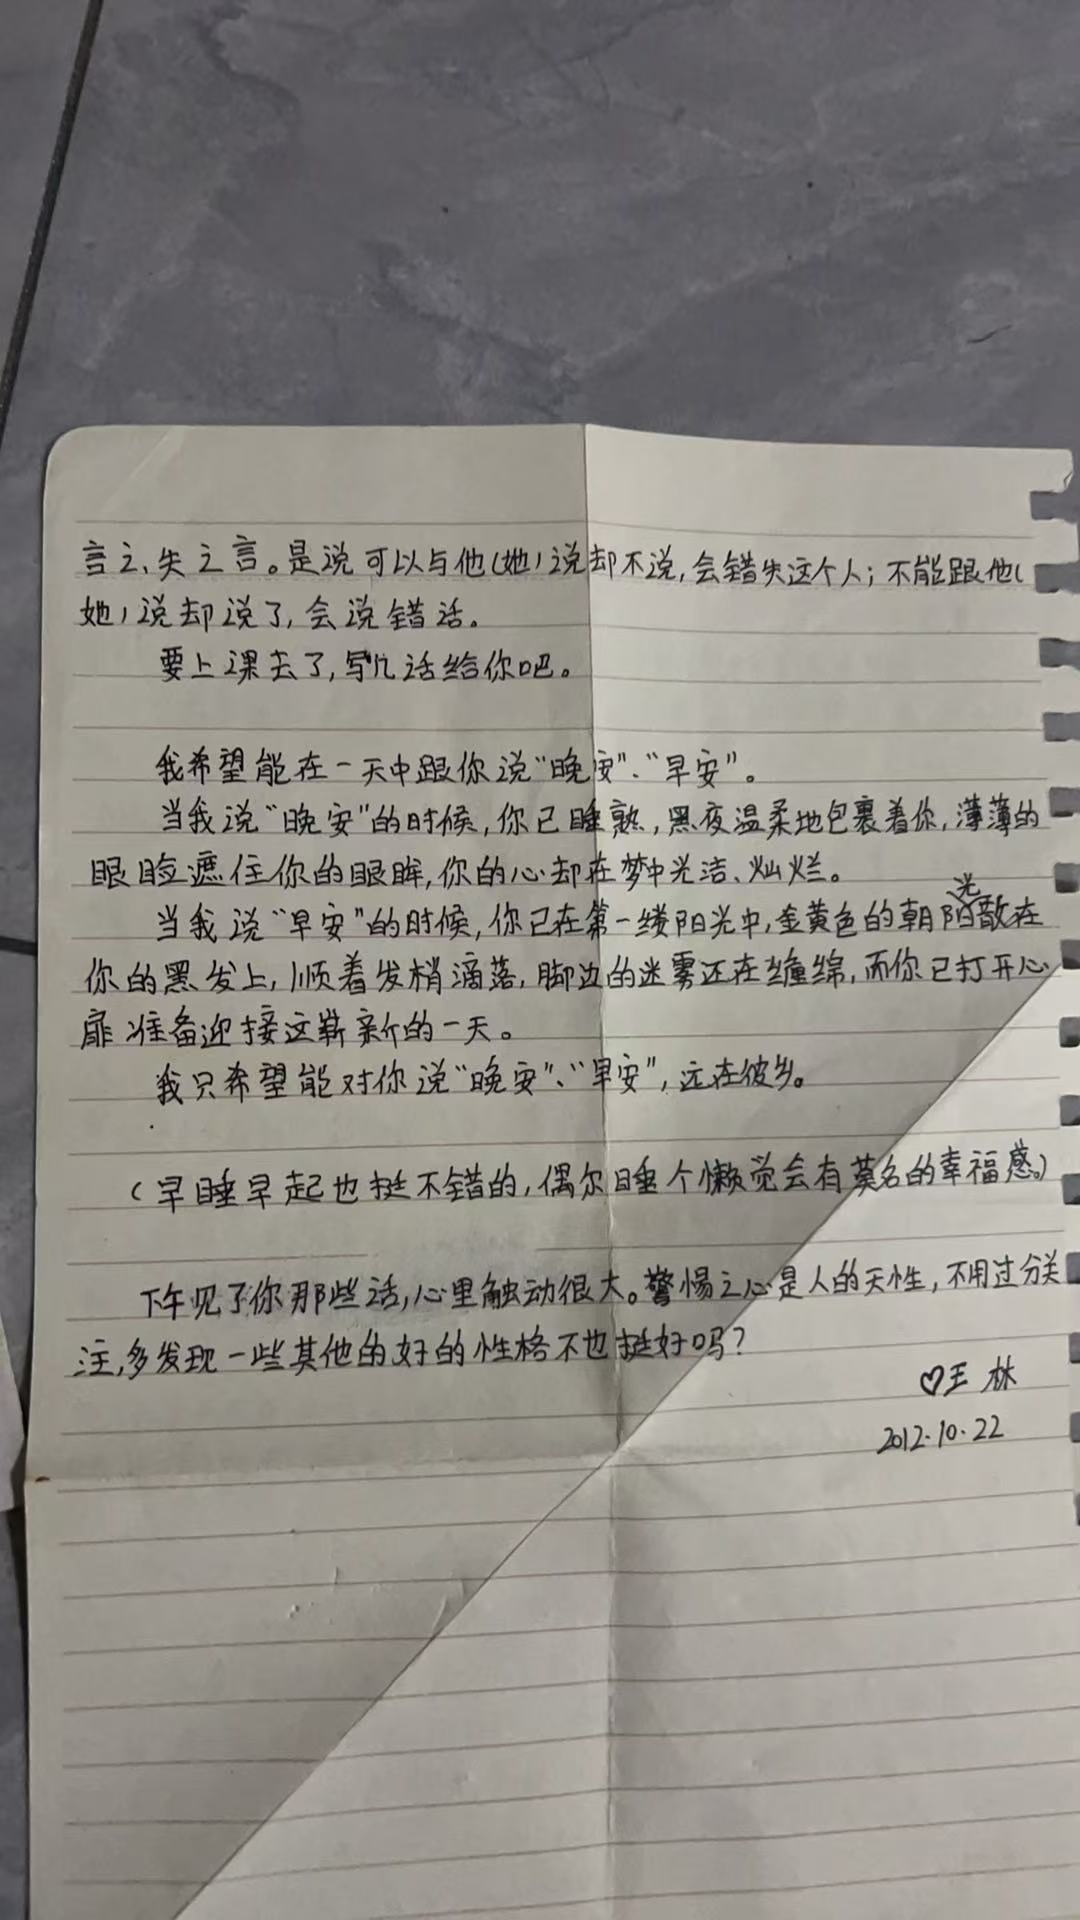 言之、失之言。是说可以与他(她)说却不说,会错失这个人;不能跟他(
她)说却说了,会说错话。
要上课去了,写几话给你吧。
我希望能在一天中跟你说“晚安”、“早安”。
当我说“晚安”的时候,你已睡熟,黑夜温柔地包裹着你,薄薄的
眼睑遮住你的眼眸,你的心却在梦中光洁、灿烂。
光
当我说“早安”的时候,你已在第一缕阳光中,金黄色的朝阳散在
你的黑发上,顺着发梢滴落,脚边的迷雾还在缠绵,而你已打开心
扉准备迎接这崭新的一天。
我只希望能对你说“晚安”、“早安”,远在彼乡。
(早睡早起也挺不错的,偶尔睡个懒觉会有莫名的幸福感。)
下午见了你那些话,心里触动很大。警惕之心是人的天性,不用过分关
注,多发现一些其他的好的性格不也挺好吗?
♡王林
2012.10.22